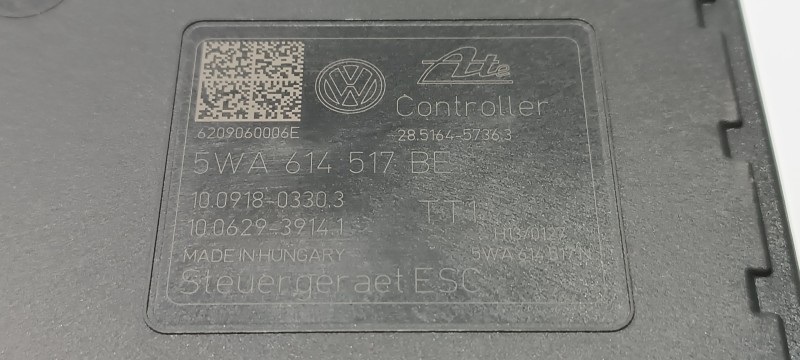 VW Ate
Controller
6209060006E 28.5164-5736.3
5WA 614 517 BE
10.0918-0330.3 TT1
10.0629-3914.1 H13/0127
MADE IN HUNGARY 5WA 614 517 N
Steuergeraet ESC